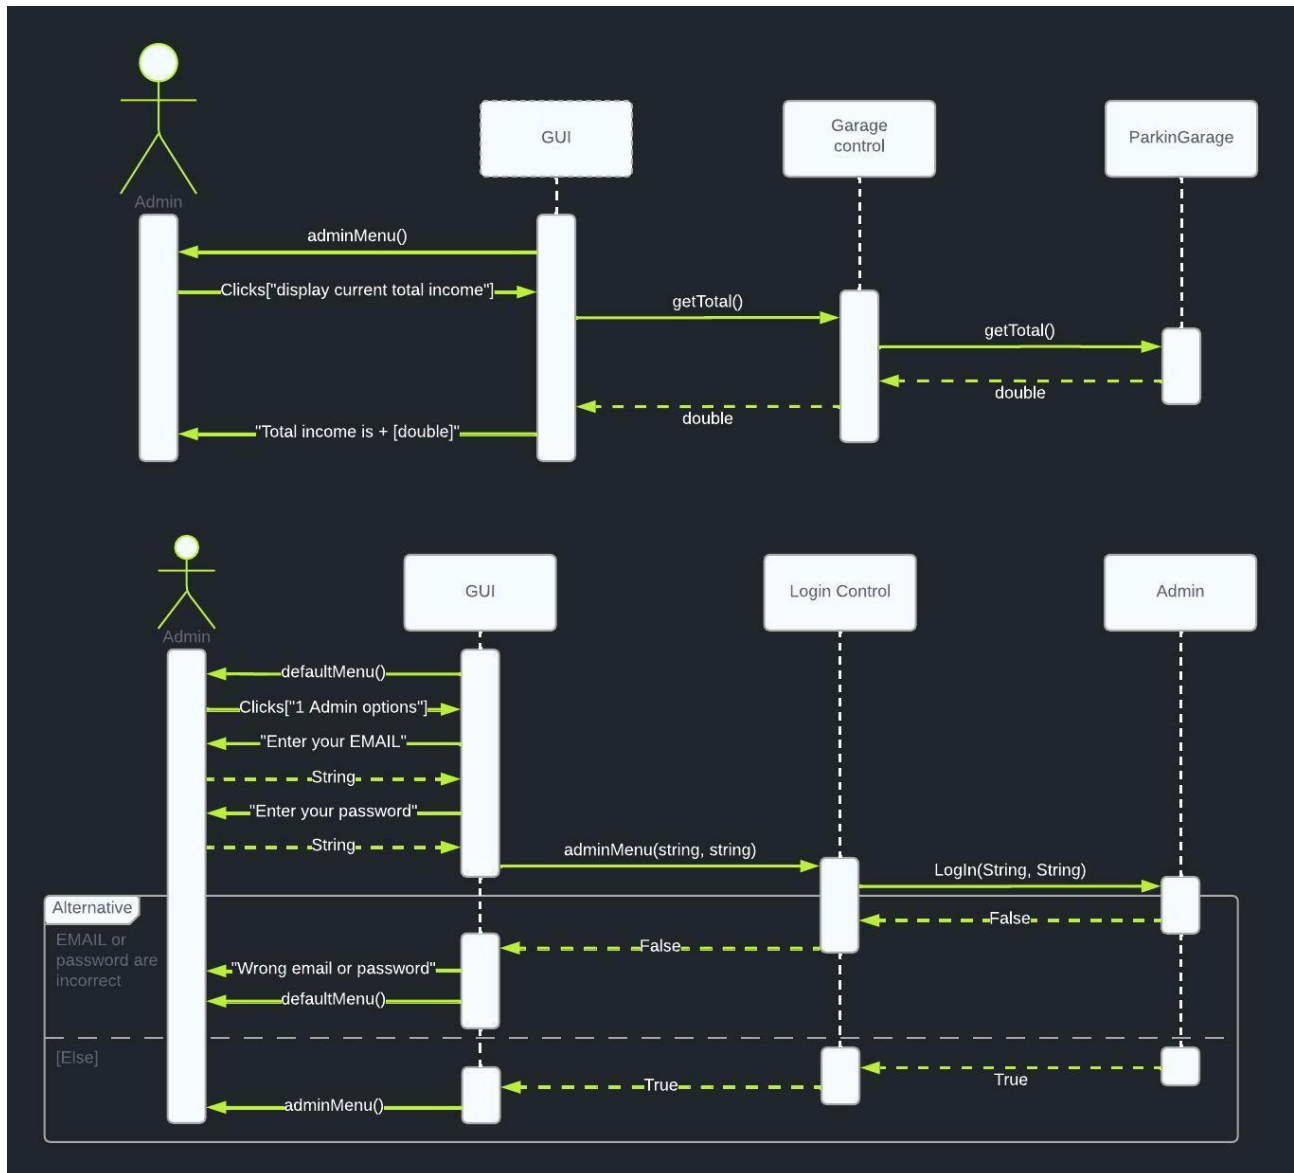 GUI
Garage
control
ParkinGarage
Admin
adminMenu()
Clicks["display current total income"]
getTotal()
getTotal()
double
double
"Total income is + [double]"
GUI
Login Control
Admin
Admin
defaultMenu()
Clicks["1 Admin options"]
"Enter your EMAIL"
String
"Enter your password"
String
adminMenu(string, string)
LogIn(String, String)
Alternative
False
EMAIL or
password are
incorrect
False
"Wrong email or password"
defaultMenu()
[Else]
True
True
adminMenu()